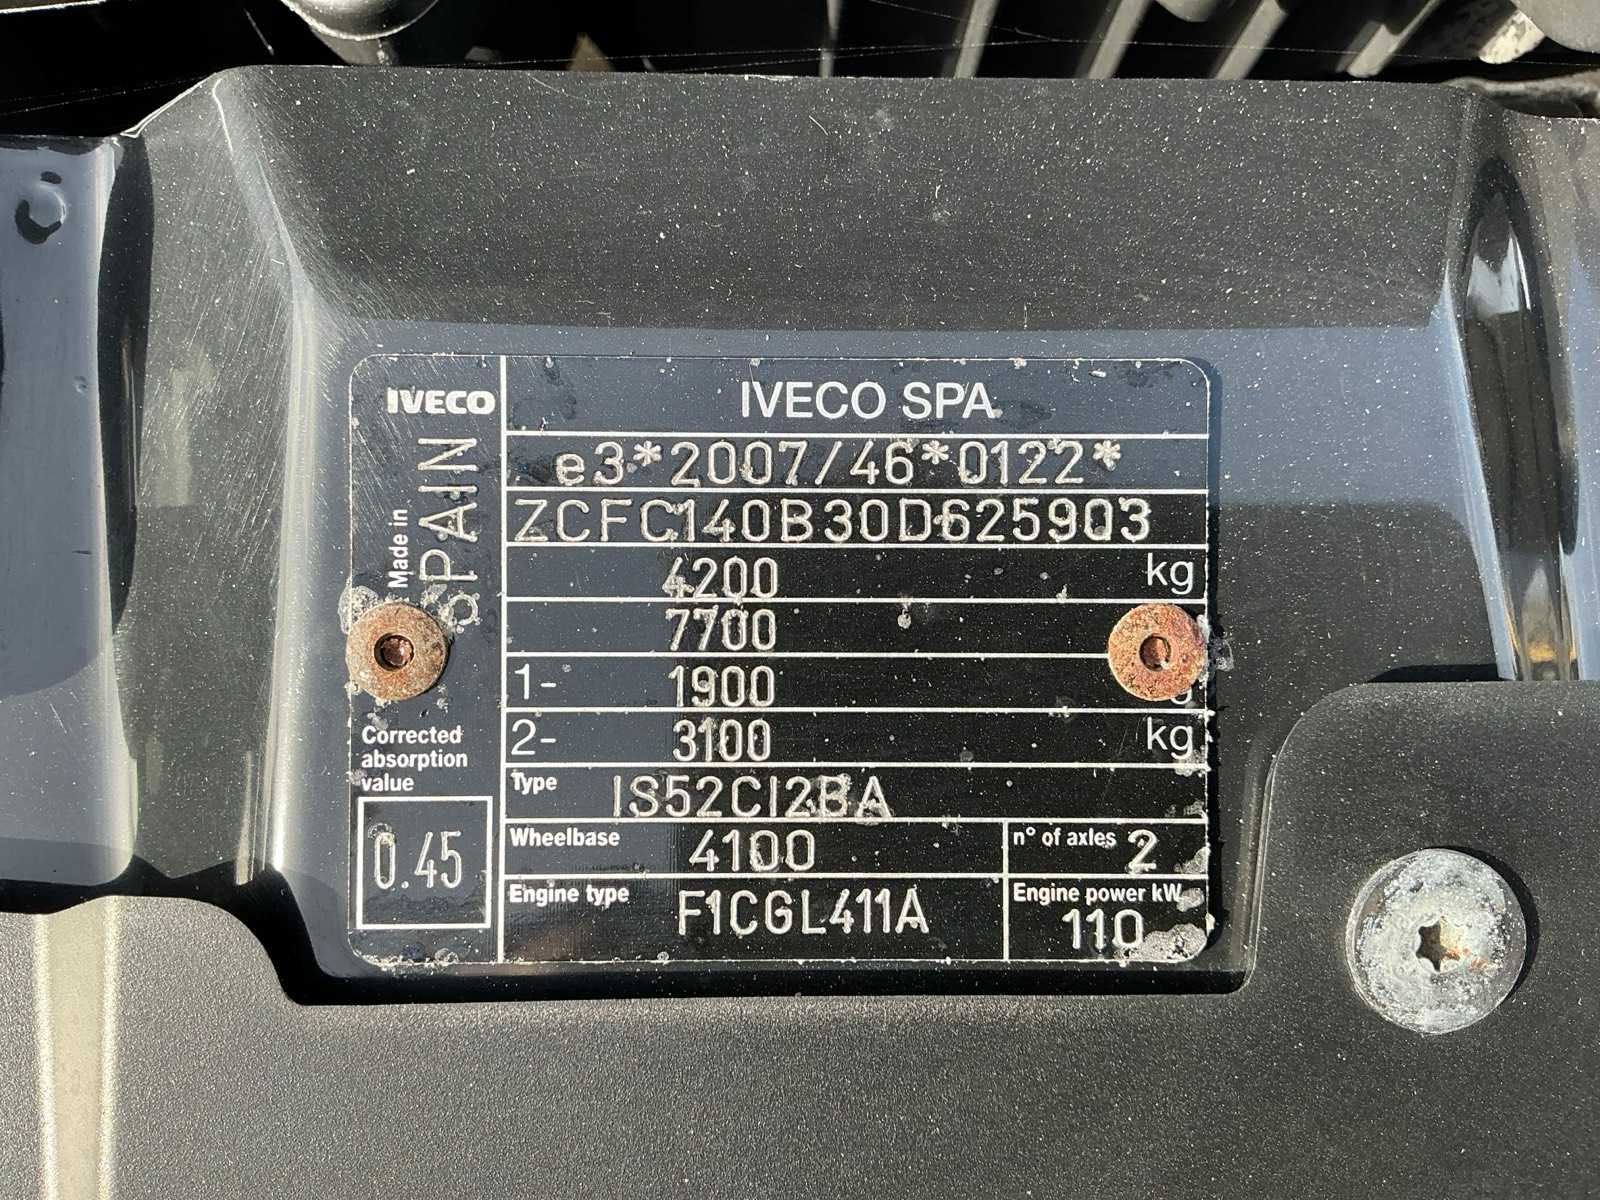 IVECO
IVECO SPA
Made in SPAIN
e3*2007/46*0122*
ZCFC140B30D625903
4200 kg
7700
1- 1900
2- 3100 kg
Corrected
absorption
value
0.45
Type IS52CI2BA
Wheelbase 4100
n° of axles 2
Engine type F1CGL411A
Engine power kW
110